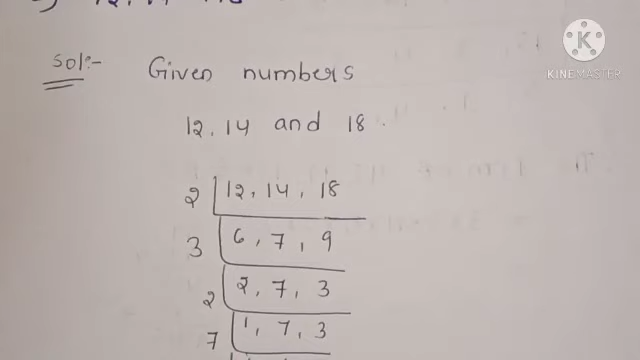 KINEMASTER
Sol:- Given numbers
12, 14 and 18.
2 12, 14, 18
3 6, 7, 9
2 2, 7, 3
7 1, 7, 3